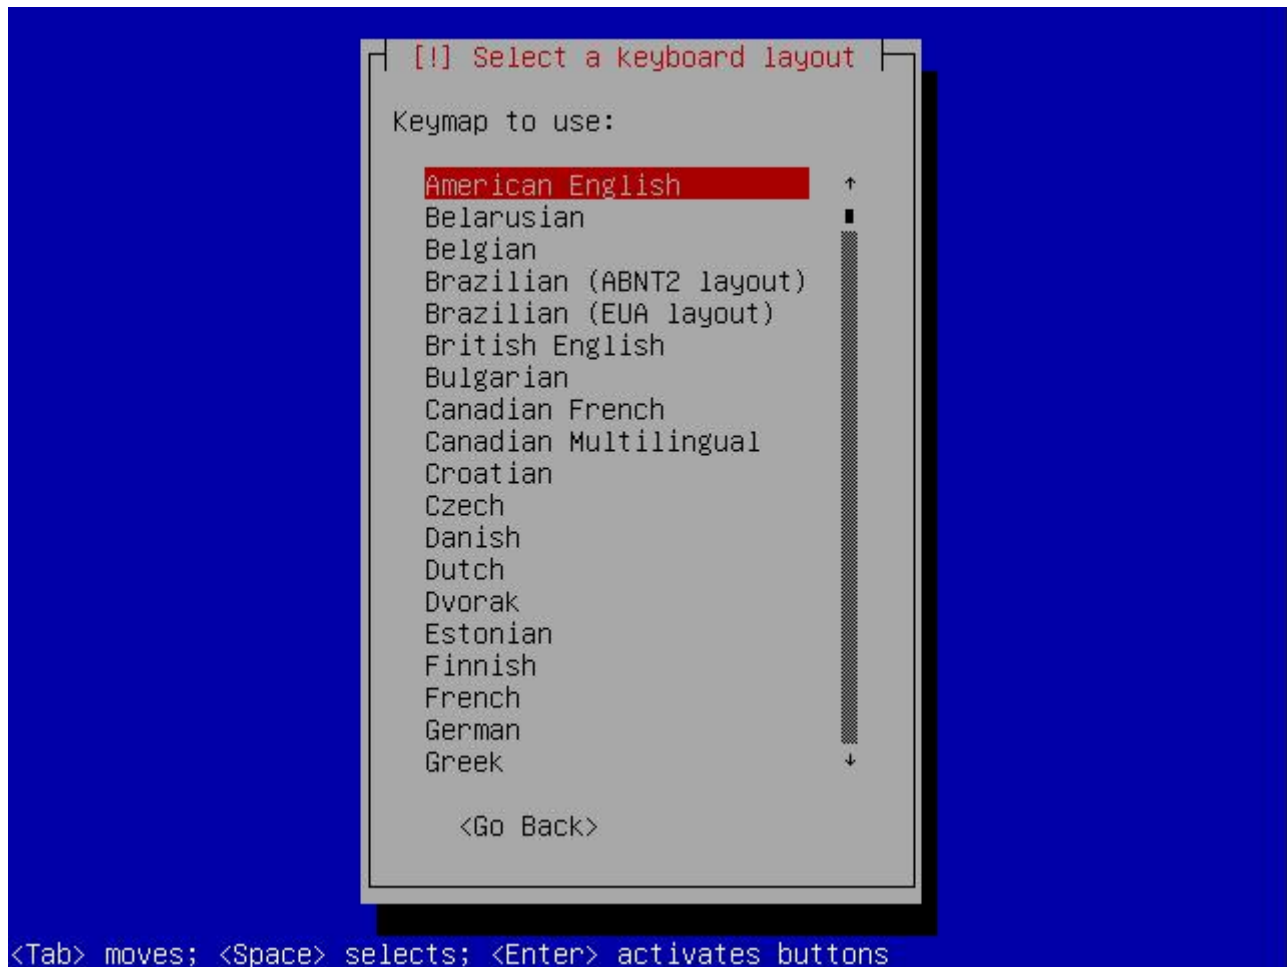 [!] Select a keyboard layout
Keymap to use:
American English
Belarusian
Belgian
Brazilian (ABNT2 layout)
Brazilian (EUA layout)
British English
Bulgarian
Canadian French
Canadian Multilingual
Croatian
Czech
Danish
Dutch
Dvorak
Estonian
Finnish
French
German
Greek
<Go Back>
<Tab> moves; <Space> selects; <Enter> activates buttons